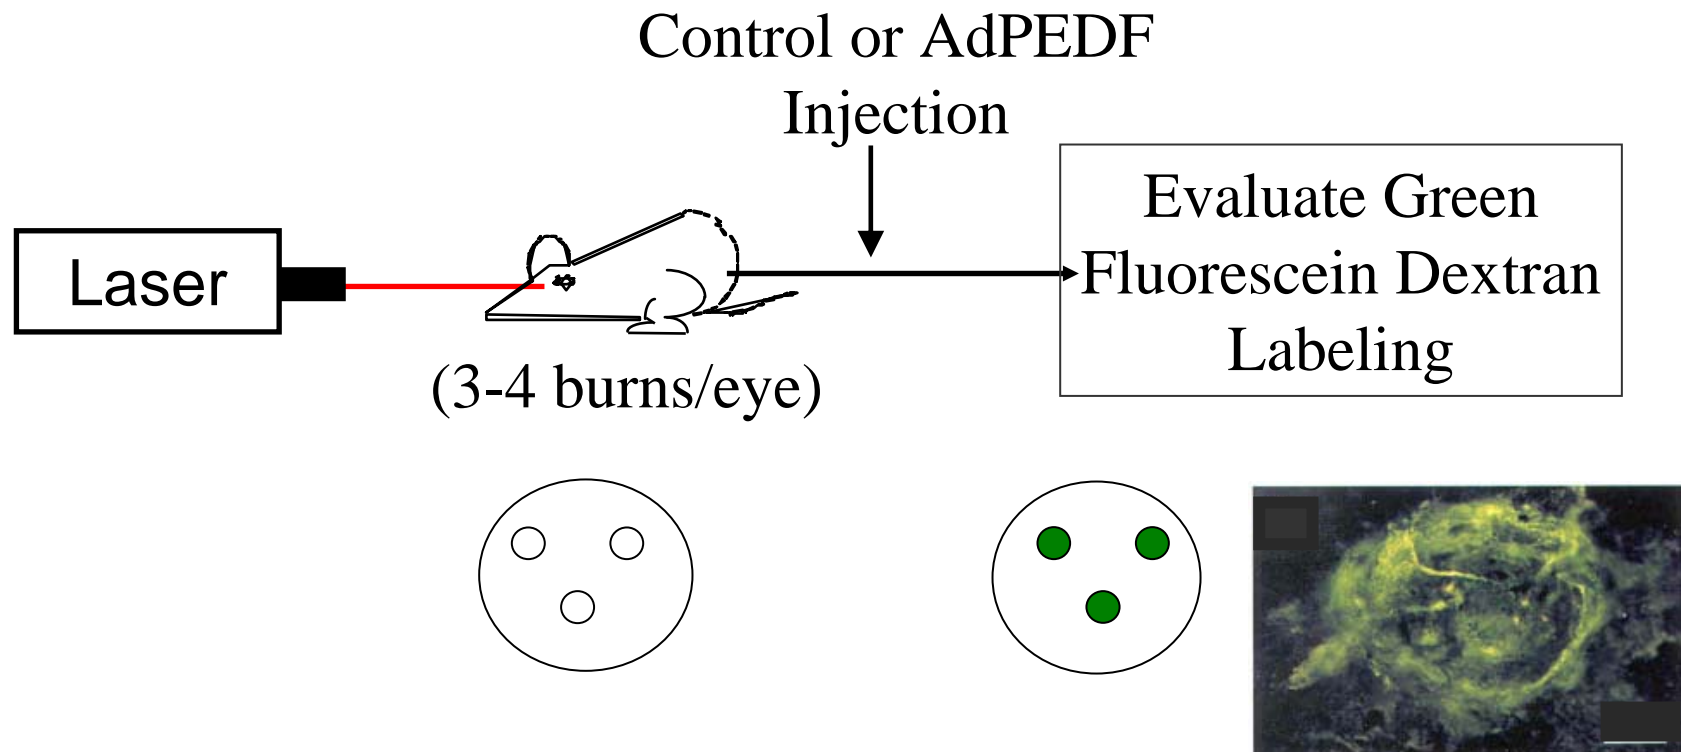 Control or AdPEDF
Injection
Laser
Evaluate Green
Fluorescein Dextran
Labeling
(3-4 burns/eye)